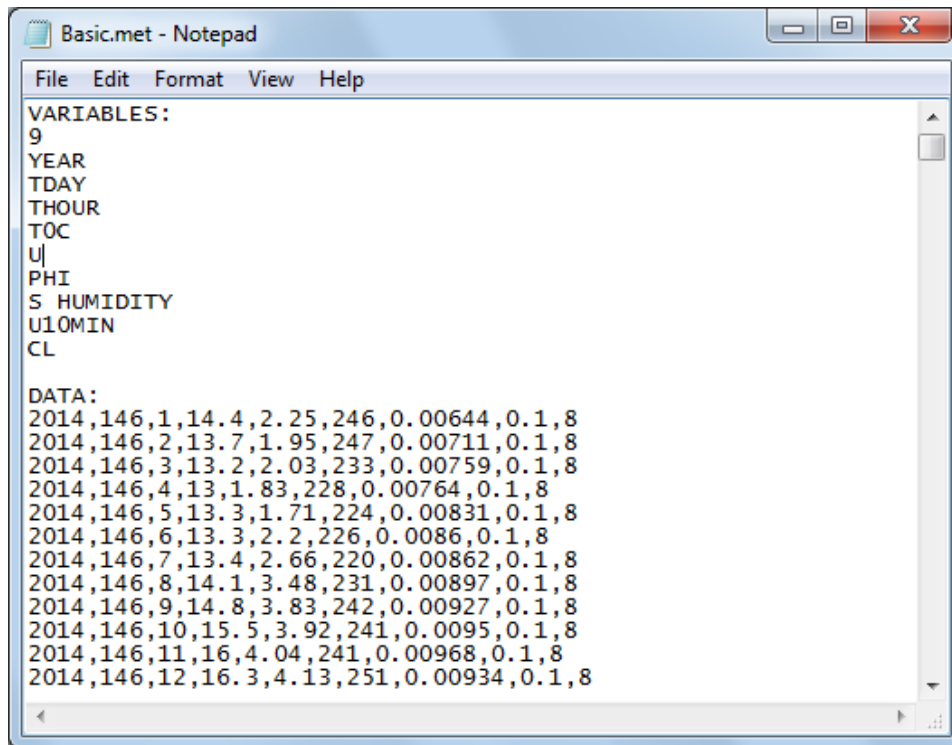 Basic.met - Notepad
File Edit Format View Help
VARIABLES:
9
YEAR
TDAY
THOUR
T0C
U
PHI
S HUMIDITY
U10MIN
CL
DATA:
2014,146,1,14.4,2.25,246,0.00644,0.1,8
2014,146,2,13.7,1.95,247,0.00711,0.1,8
2014,146,3,13.2,2.03,233,0.00759,0.1,8
2014,146,4,13,1.83,228,0.00764,0.1,8
2014,146,5,13.3,1.71,224,0.00831,0.1,8
2014,146,6,13.3,2.2,226,0.0086,0.1,8
2014,146,7,13.4,2.66,220,0.00862,0.1,8
2014,146,8,14.1,3.48,231,0.00897,0.1,8
2014,146,9,14.8,3.83,242,0.00927,0.1,8
2014,146,10,15.5,3.92,241,0.0095,0.1,8
2014,146,11,16,4.04,241,0.00968,0.1,8
2014,146,12,16.3,4.13,251,0.00934,0.1,8